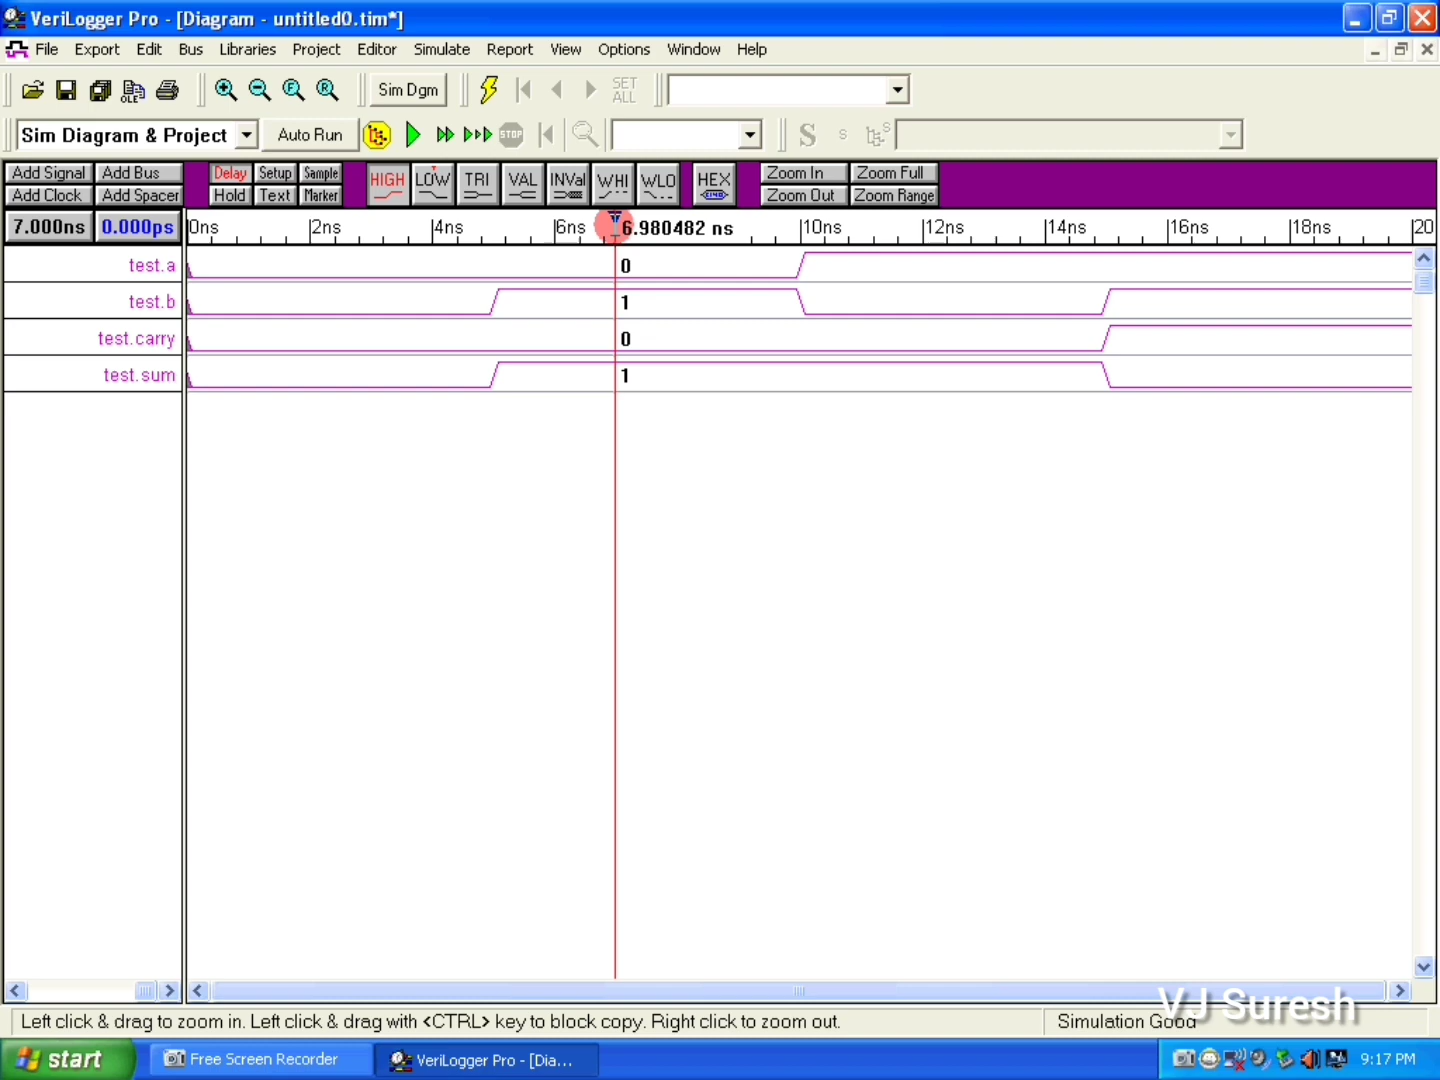 VeriLogger Pro - [Diagram - untitled0.tim*]
File Export Edit Bus Libraries Project Editor Simulate Report View Options Window Help
OLE F R Sim Dgm SET ALL
Sim Diagram & Project Auto Run STOP S S S
Add Signal Add Bus Delay Setup Sample HIGH LOW TRI VAL INVal WHI WLO HEX Zoom In Zoom Full
Add Clock Add Spacer Hold Text Marker Zoom Out Zoom Range
7.000ns 0.000ps 0ns 2ns 4ns 6ns 6.980482 ns 10ns 12ns 14ns 16ns 18ns 20
test.a 0
test.b 1
test.carry 0
test.sum 1
VJ Suresh
Left click & drag to zoom in. Left click & drag with <CTRL> key to block copy. Right click to zoom out. Simulation Good
start Free Screen Recorder VeriLogger Pro - [Dia... 9:17 PM